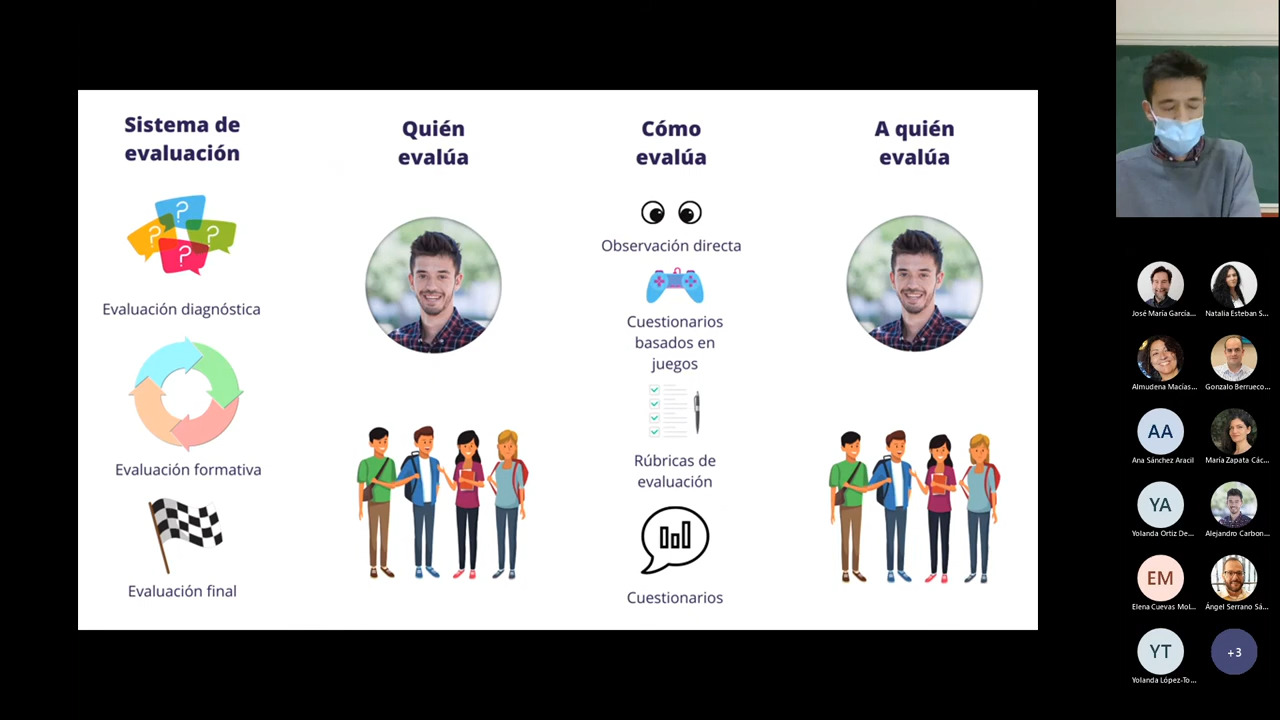 Sistema de
evaluación
Evaluación diagnóstica
Evaluación formativa
Evaluación final
Quién
evalúa
Cómo
evalúa
Observación directa
Cuestionarios
basados en
juegos
Rúbricas de
evaluación
Cuestionarios
A quién
evalúa
José María García...
Natalia Esteban S...
Almudena Macías...
Gonzalo Berrueco...
AA
Ana Sánchez Aracil
María Zapata Các...
YA
Yolanda Ortiz De...
Alejandro Carbon...
EM
Elena Cuevas Mol...
Ángel Serrano Sá...
YT
Yolanda López-To...
+3